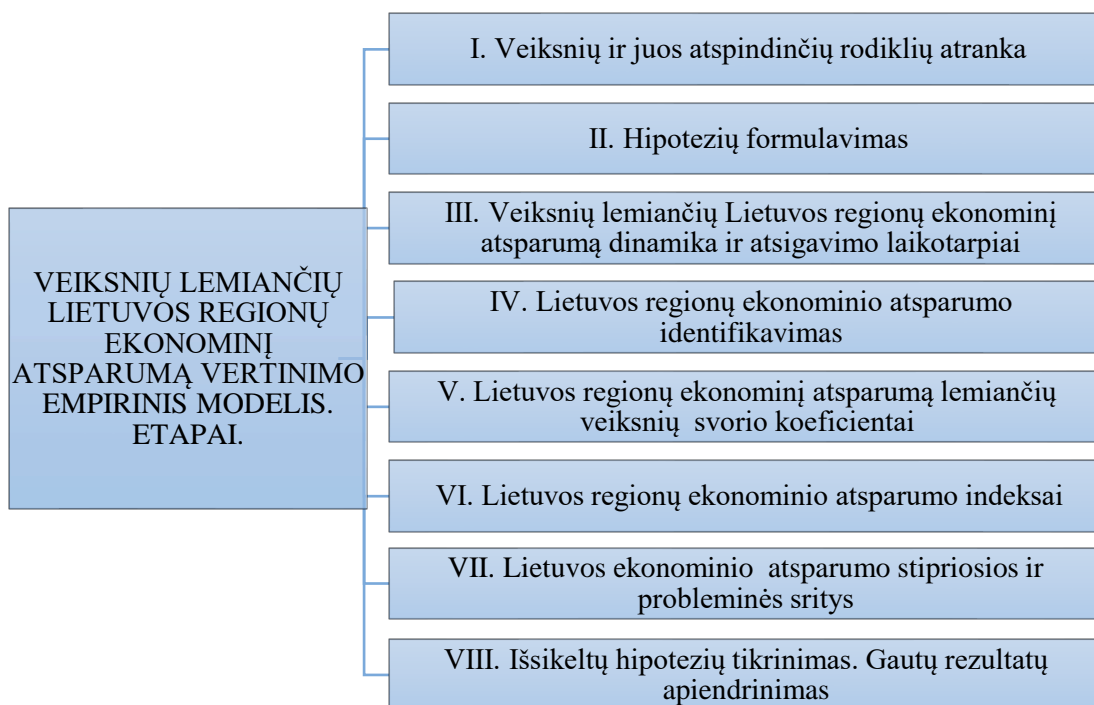 I. Veiksnių ir juos atspindinčių rodiklių atranka
II. Hipotezių formulavimas
III. Veiksnių lemiančių Lietuvos regionų ekonominį
atsparumą dinamika ir atsigavimo laikotarpiai
VEIKSNIŲ LEMIANČIŲ
LIETUVOS REGIONŲ
EKONOMINĮ
ATSPARUMĄ VERTINIMO
EMPIRINIS MODELIS.
ETAPAI.
IV. Lietuvos regionų ekonominio atsparumo
identifikavimas
V. Lietuvos regionų ekonominį atsparumą lemiančių
veiksnių svorio koeficientai
VI. Lietuvos regionų ekonominio atsparumo indeksai
VII. Lietuvos ekonominio atsparumo stipriosios ir
probleminės sritys
VIII. Išsikeltų hipotezių tikrinimas. Gautų rezultatų
apiendrinimas